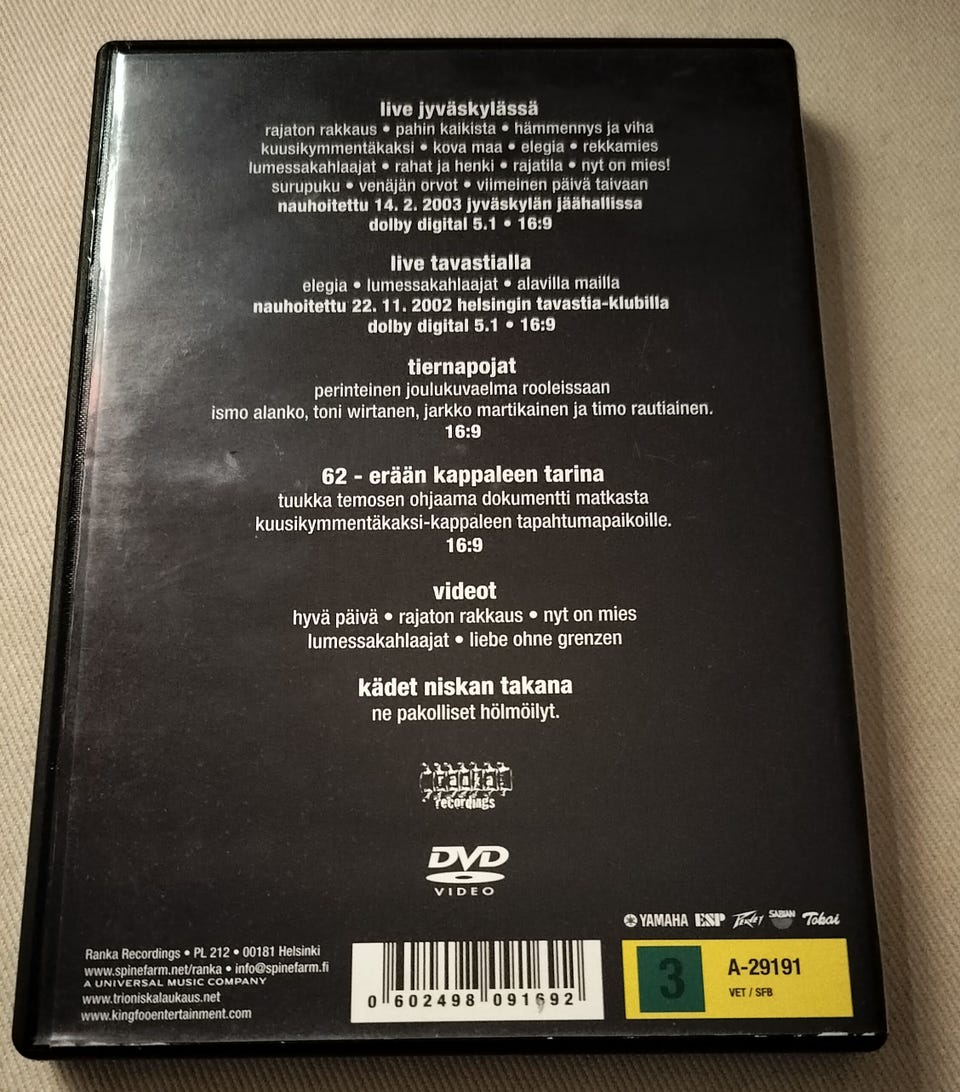 live jyväskylässä
rajaton rakkaus • pahin kaikista • hämmennys ja viha
kuusikymmentäkaksi • kova maa • elegia • rekkamies
lumessakahlaajat • rahat ja henki • rajatila • nyt on mies!
surupuku • venäjän orvot • viimeinen päivä taivaan
nauhoitettu 14. 2. 2003 jyväskylän jäähallissa
dolby digital 5.1 • 16:9
live tavastialla
elegia • lumessakahlaajat • alavilla mailla
nauhoitettu 22. 11. 2002 helsingin tavastia-klubilla
dolby digital 5.1 • 16:9
tiernapojat
perinteinen joulukuvaelma rooleissaan
ismo alanko, toni wirtanen, jarkko martikainen ja timo rautiainen.
16:9
62 - erään kappaleen tarina
tuukka temosen ohjaama dokumentti matkasta
kuusikymmentäkaksi-kappaleen tapahtumapaikoille.
16:9
videot
hyvä päivä • rajaton rakkaus • nyt on mies
lumessakahlaajat • liebe ohne grenzen
kädet niskan takana
ne pakolliset hölmöilyt.
ranka
recordings
DVD
VIDEO
YAMAHA ESP Peavey SABIAN Tokai
Ranka Recordings • PL 212 • 00181 Helsinki
www.spinefarm.net/ranka • info@spinefarm.fi
A UNIVERSAL MUSIC COMPANY
www.trioniskalaukaus.net
www.kingfooentertainment.com
0 602498 091692
3 A-29191
VET / SFB